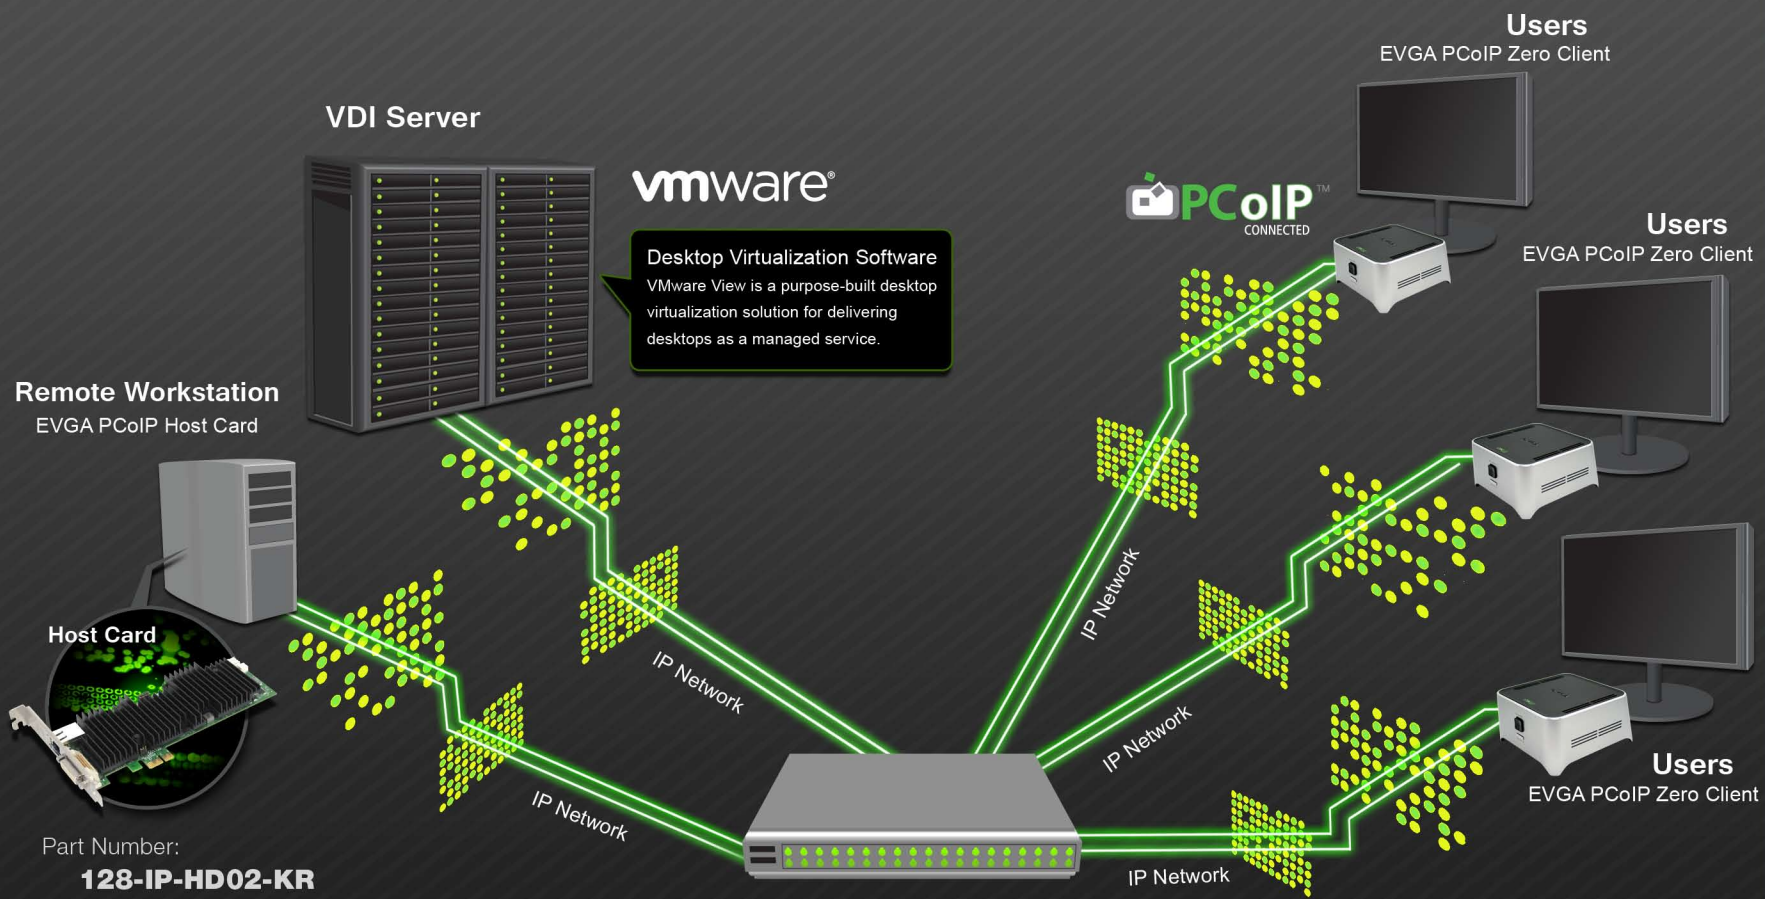 Users
EVGA PCoIP Zero Client
VDI Server
vmware®
PCoIP™
CONNECTED
Desktop Virtualization Software
VMware View is a purpose-built desktop
virtualization solution for delivering
desktops as a managed service.
Users
EVGA PCoIP Zero Client
Remote Workstation
EVGA PCoIP Host Card
Host Card
IP Network
IP Network
IP Network
IP Network
IP Network
Users
EVGA PCoIP Zero Client
Part Number:
128-IP-HD02-KR